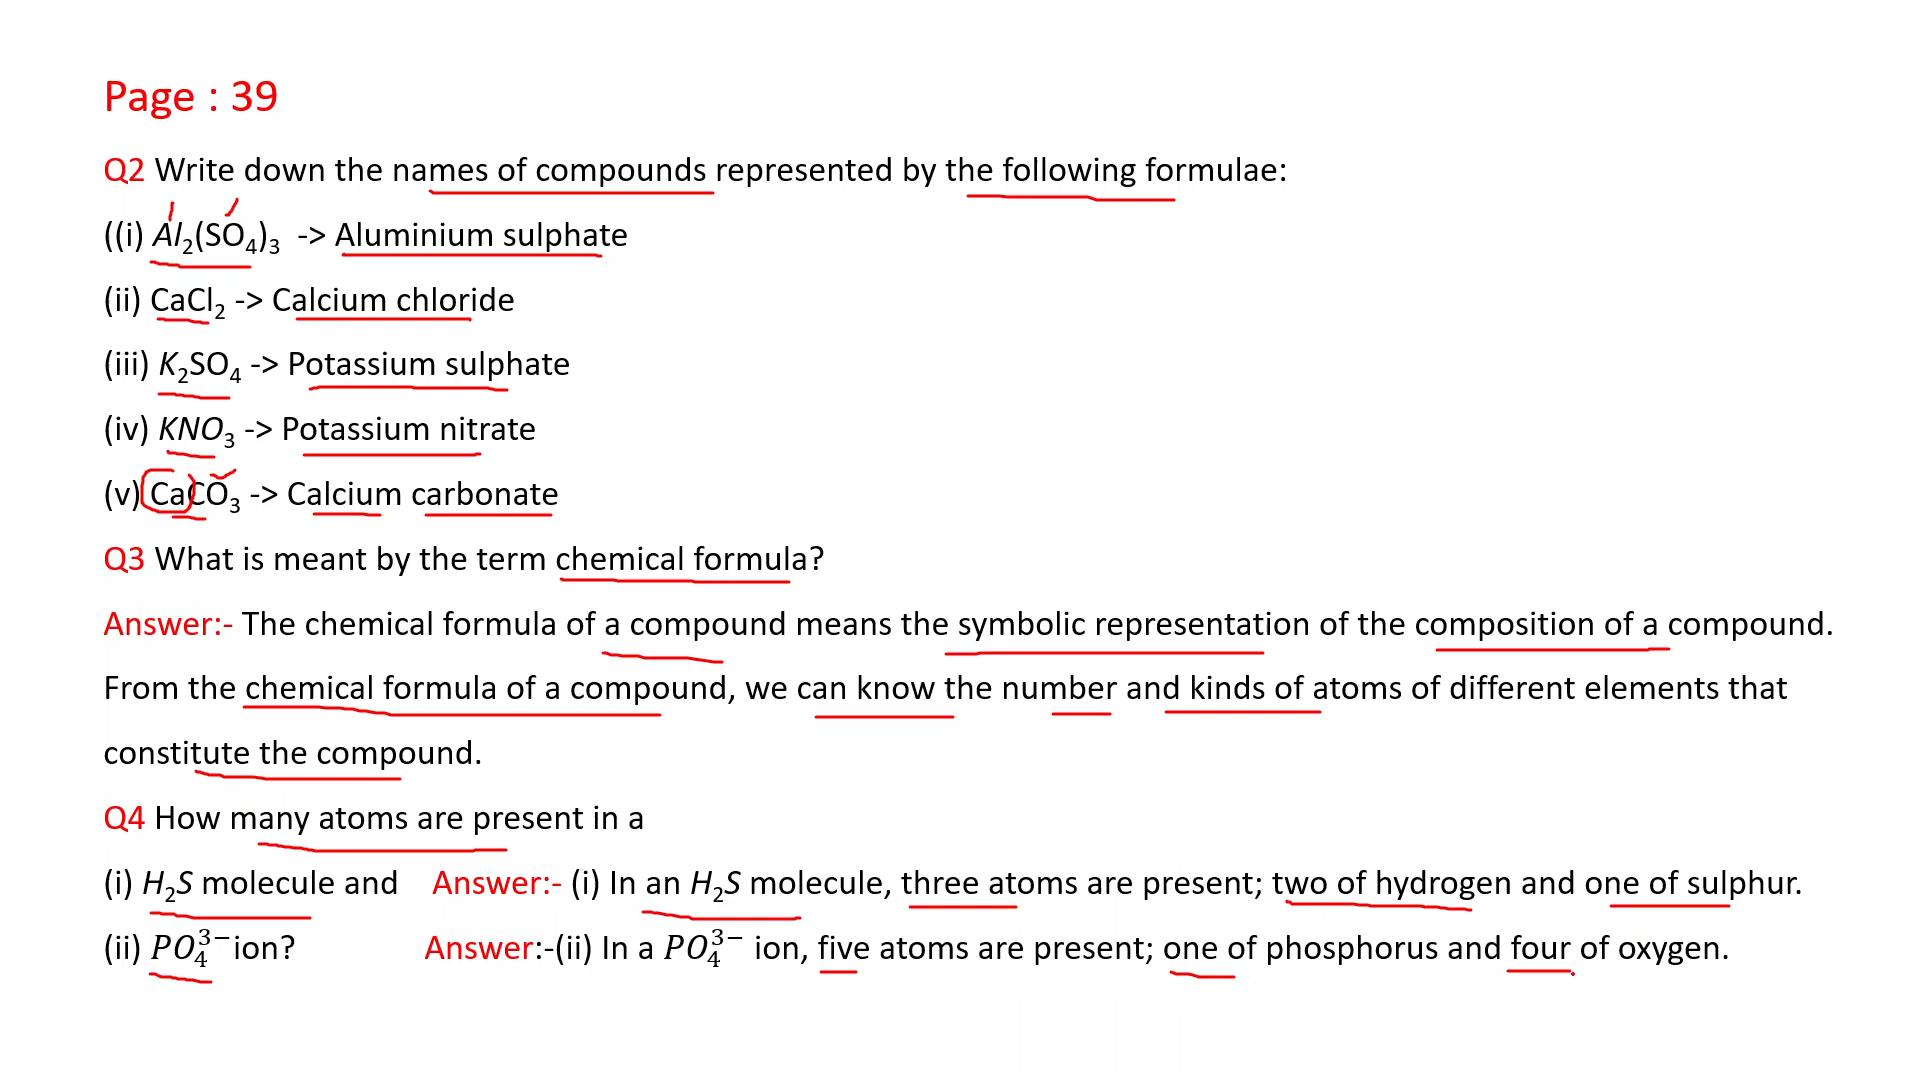 Page : 39
Q2 Write down the names of compounds represented by the following formulae:
((i) Al₂(SO₄)₃ -> Aluminium sulphate
(ii) CaCl₂ -> Calcium chloride
(iii) K₂SO₄ -> Potassium sulphate
(iv) KNO₃ -> Potassium nitrate
(v) CaCO₃ -> Calcium carbonate
Q3 What is meant by the term chemical formula?
Answer:- The chemical formula of a compound means the symbolic representation of the composition of a compound.
From the chemical formula of a compound, we can know the number and kinds of atoms of different elements that
constitute the compound.
Q4 How many atoms are present in a
(i) H₂S molecule and Answer:- (i) In an H₂S molecule, three atoms are present; two of hydrogen and one of sulphur.
(ii) PO₄³⁻ ion? Answer:-(ii) In a PO₄³⁻ ion, five atoms are present; one of phosphorus and four of oxygen.